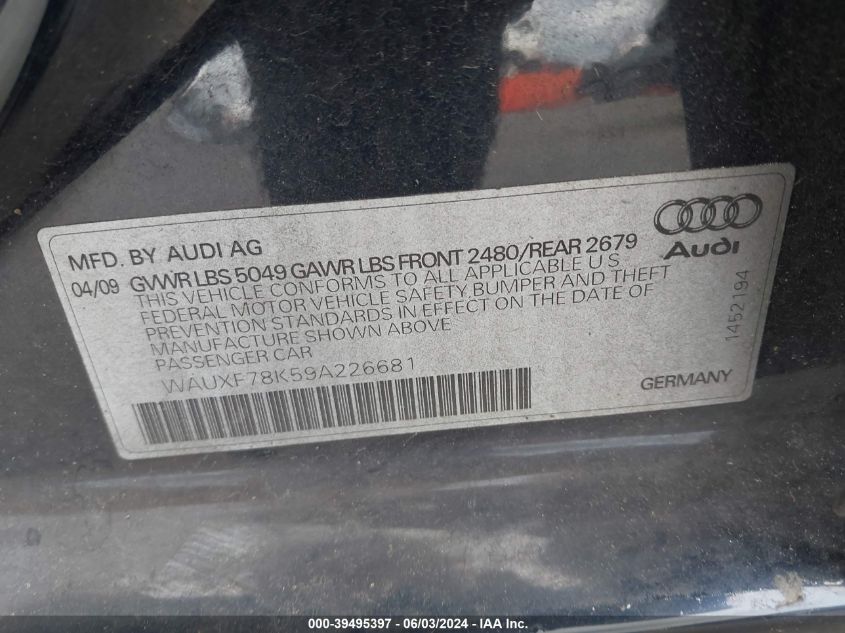 MFD. BY AUDI AG
04/09 GVWR LBS 5049 GAWR LBS FRONT 2480/REAR 2679
THIS VEHICLE CONFORMS TO ALL APPLICABLE U S
FEDERAL MOTOR VEHICLE SAFETY, BUMPER AND THEFT
PREVENTION STANDARDS IN EFFECT ON THE DATE OF
MANUFACTURE SHOWN ABOVE
PASSENGER CAR
WAUXF78K59A226681
Audi
1452194
GERMANY
000-39495397 - 06/03/2024 - IAA Inc.